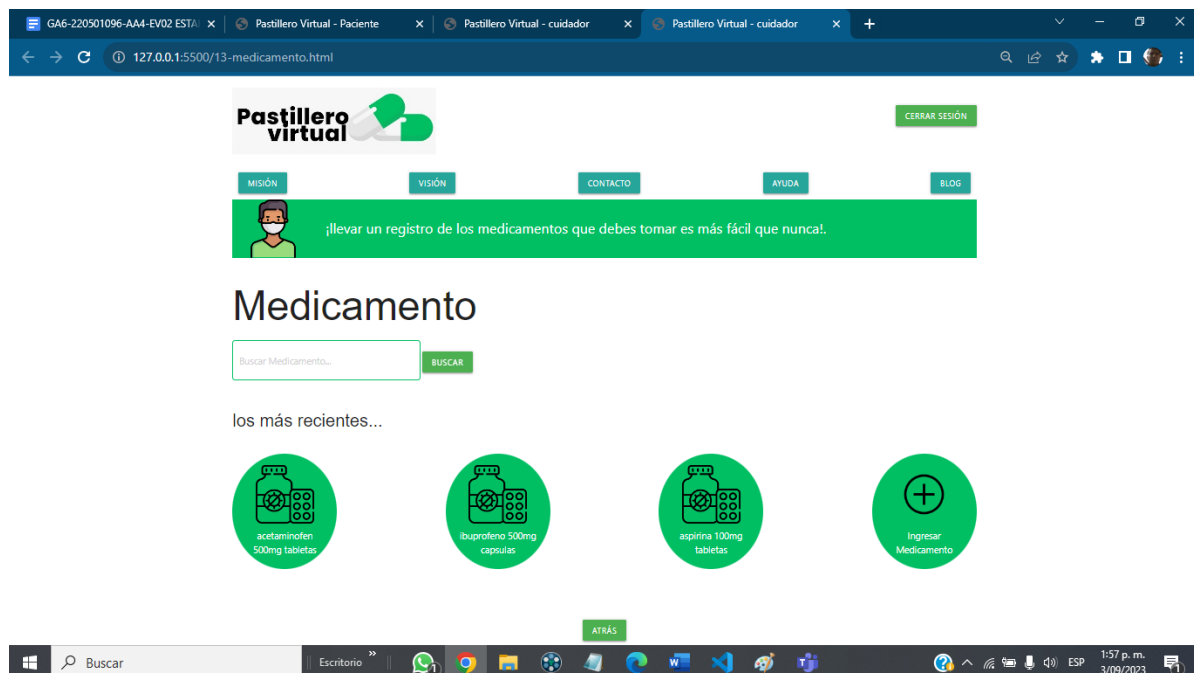 GA6-220501096-AA4-EV02 ESTA
Pastillero Virtual - Paciente
Pastillero Virtual - cuidador
Pastillero Virtual - cuidador
127.0.0.1:5500/13-medicamento.html
Pastillero
virtual
CERRAR SESIÓN
MISIÓN
VISIÓN
CONTACTO
AYUDA
BLOG
¡llevar un registro de los medicamentos que debes tomar es más fácil que nunca!.
Medicamento
Buscar Medicamento...
BUSCAR
los más recientes...
acetaminofen
500mg tabletas
ibuprofeno 500mg
capsulas
aspirina 100mg
tabletas
Ingresar
Medicamento
ATRÁS
Buscar
Escritorio
ESP
1:57 p. m.
3/09/2023